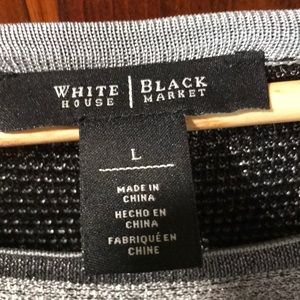 WHITE | BLACK
HOUSE | MARKET
L
MADE IN
CHINA
HECHO EN
CHINA
FABRIQUÉ EN
CHINE